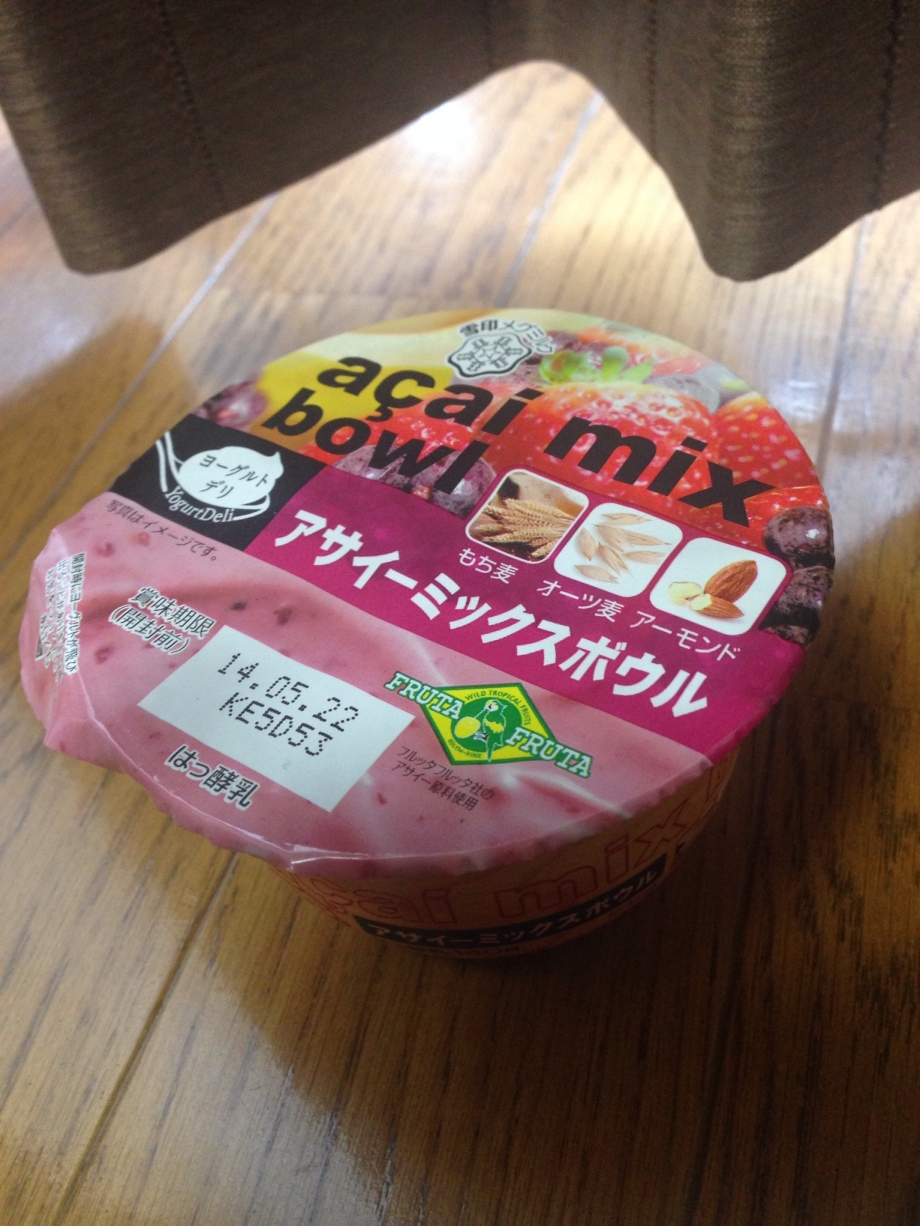 雪印メグミルク
açai mix
bowl
ヨーグルト
デリ
YogurtDeli
写真はイメージです。
もち麦 オーツ麦 アーモンド
アサイーミックスボウル
賞味期限
(開封前)
14.05.22
KE5D53
はっ酵乳
WILD TROPICAL FRUITS
FRUTA
FRUTA
フルッタフルッタ社の
アサイー原料使用
açai mix
アサイーミックスボウル